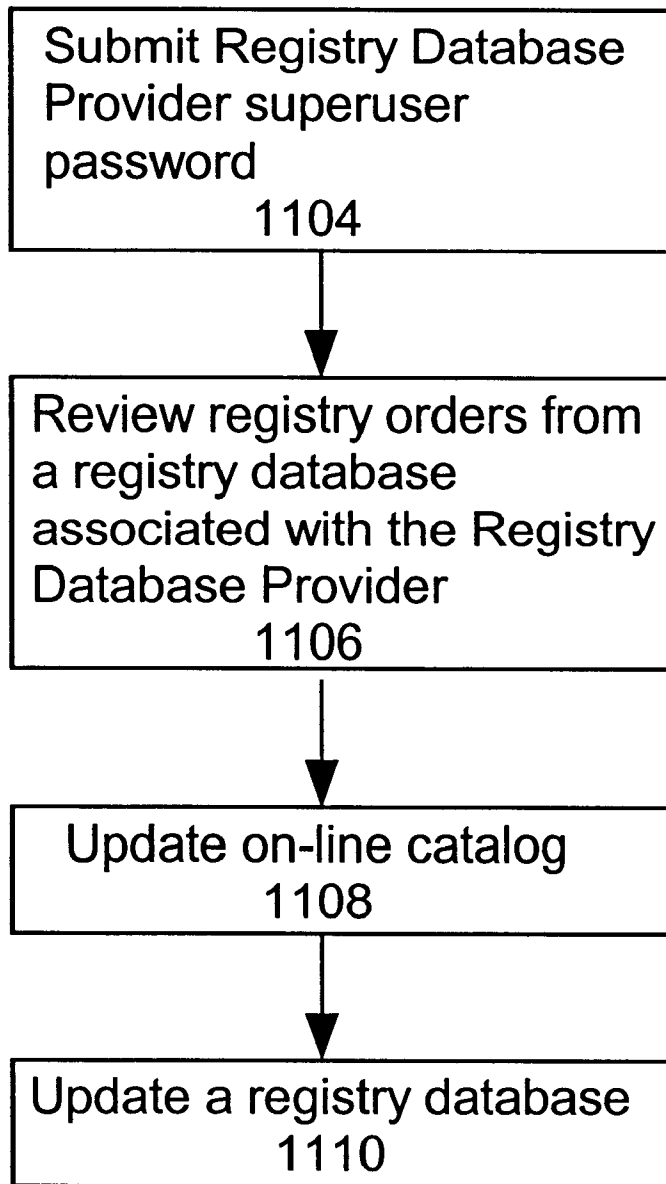 Submit Registry Database
Provider superuser
password
1104
Review registry orders from
a registry database
associated with the Registry
Database Provider
1106
Update on-line catalog
1108
Update a registry database
1110